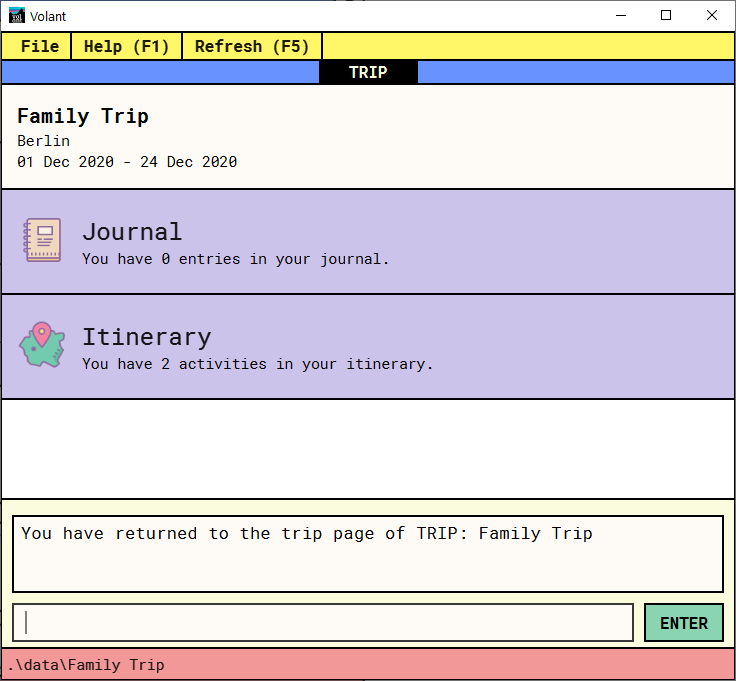 Volant
File Help (F1) Refresh (F5)
TRIP
Family Trip
Berlin
01 Dec 2020 - 24 Dec 2020
Journal
You have 0 entries in your journal.
Itinerary
You have 2 activities in your itinerary.
You have returned to the trip page of TRIP: Family Trip
ENTER
.\data\Family Trip